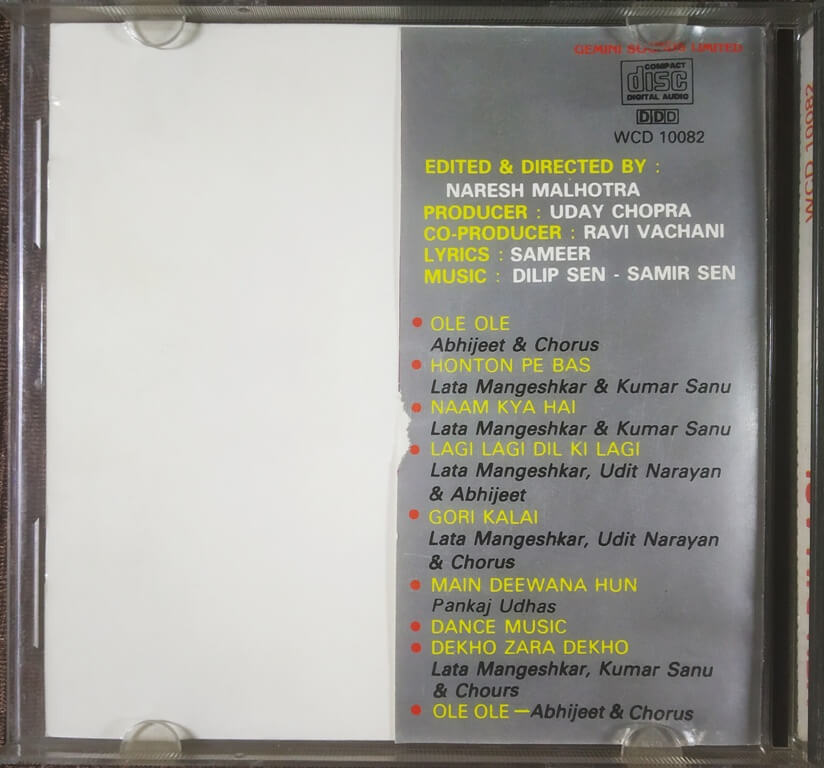 GEMINI SOUNDS LIMITED
COMPACT
disc
DIGITAL AUDIO
DDD
WCD 10082
EDITED & DIRECTED BY :
NARESH MALHOTRA
PRODUCER : UDAY CHOPRA
CO-PRODUCER : RAVI VACHANI
LYRICS : SAMEER
MUSIC : DILIP SEN - SAMIR SEN
• OLE OLE
Abhijeet & Chorus
• HONTON PE BAS
Lata Mangeshkar & Kumar Sanu
• NAAM KYA HAI
Lata Mangeshkar & Kumar Sanu
• LAGI LAGI DIL KI LAGI
Lata Mangeshkar, Udit Narayan
& Abhijeet
• GORI KALAI
Lata Mangeshkar, Udit Narayan
& Chorus
• MAIN DEEWANA HUN
Pankaj Udhas
• DANCE MUSIC
• DEKHO ZARA DEKHO
Lata Mangeshkar, Kumar Sanu
& Chours
• OLE OLE — Abhijeet & Chorus
WCD 10082